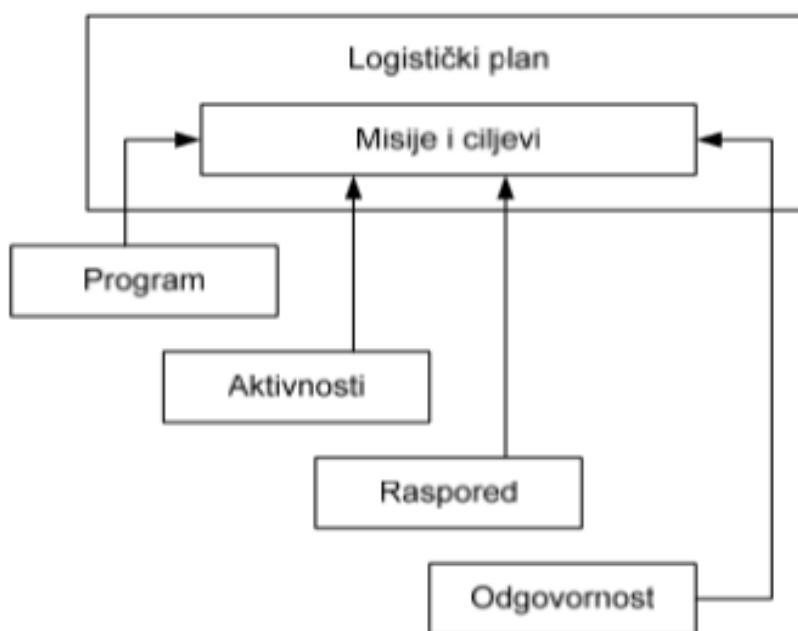 Logistički plan
Misije i ciljevi
Program
Aktivnosti
Raspored
Odgovornost